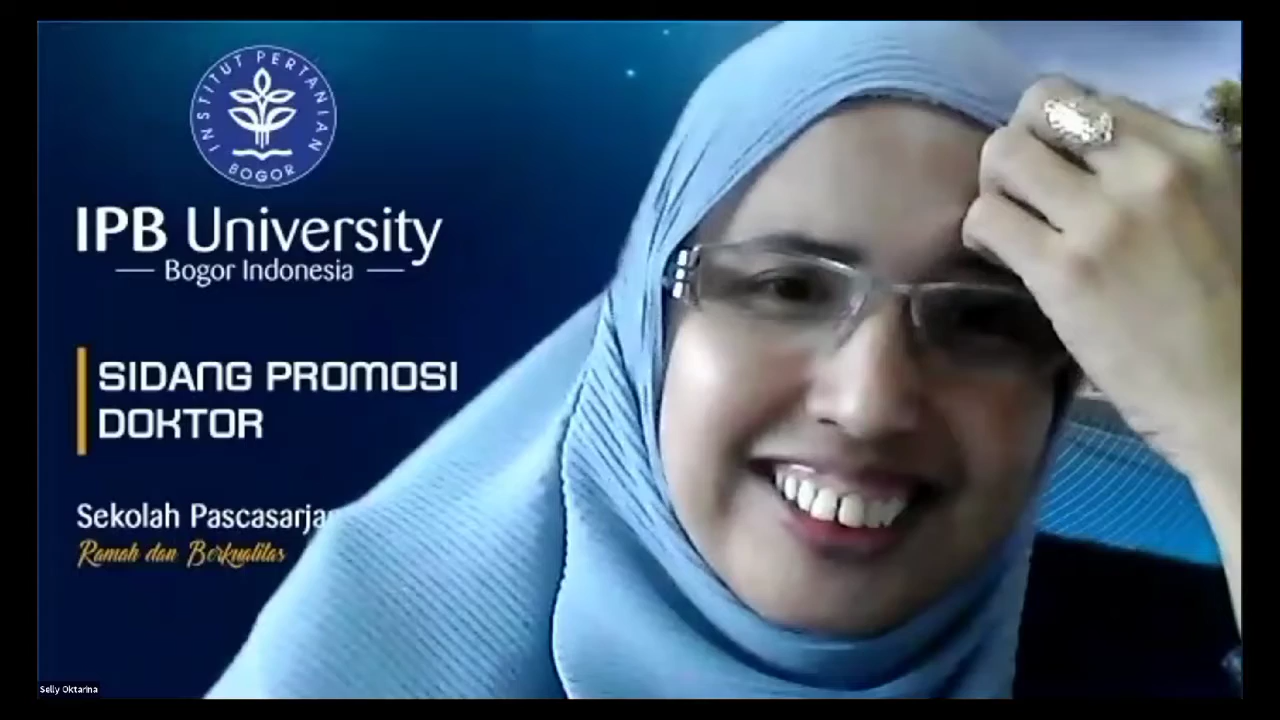 INSTITUT PERTANIAN
BOGOR
IPB University
Bogor Indonesia
SIDANG PROMOSI
DOKTOR
Sekolah Pascasarja
Ramah dan Berkualitas
Selly Oktarina